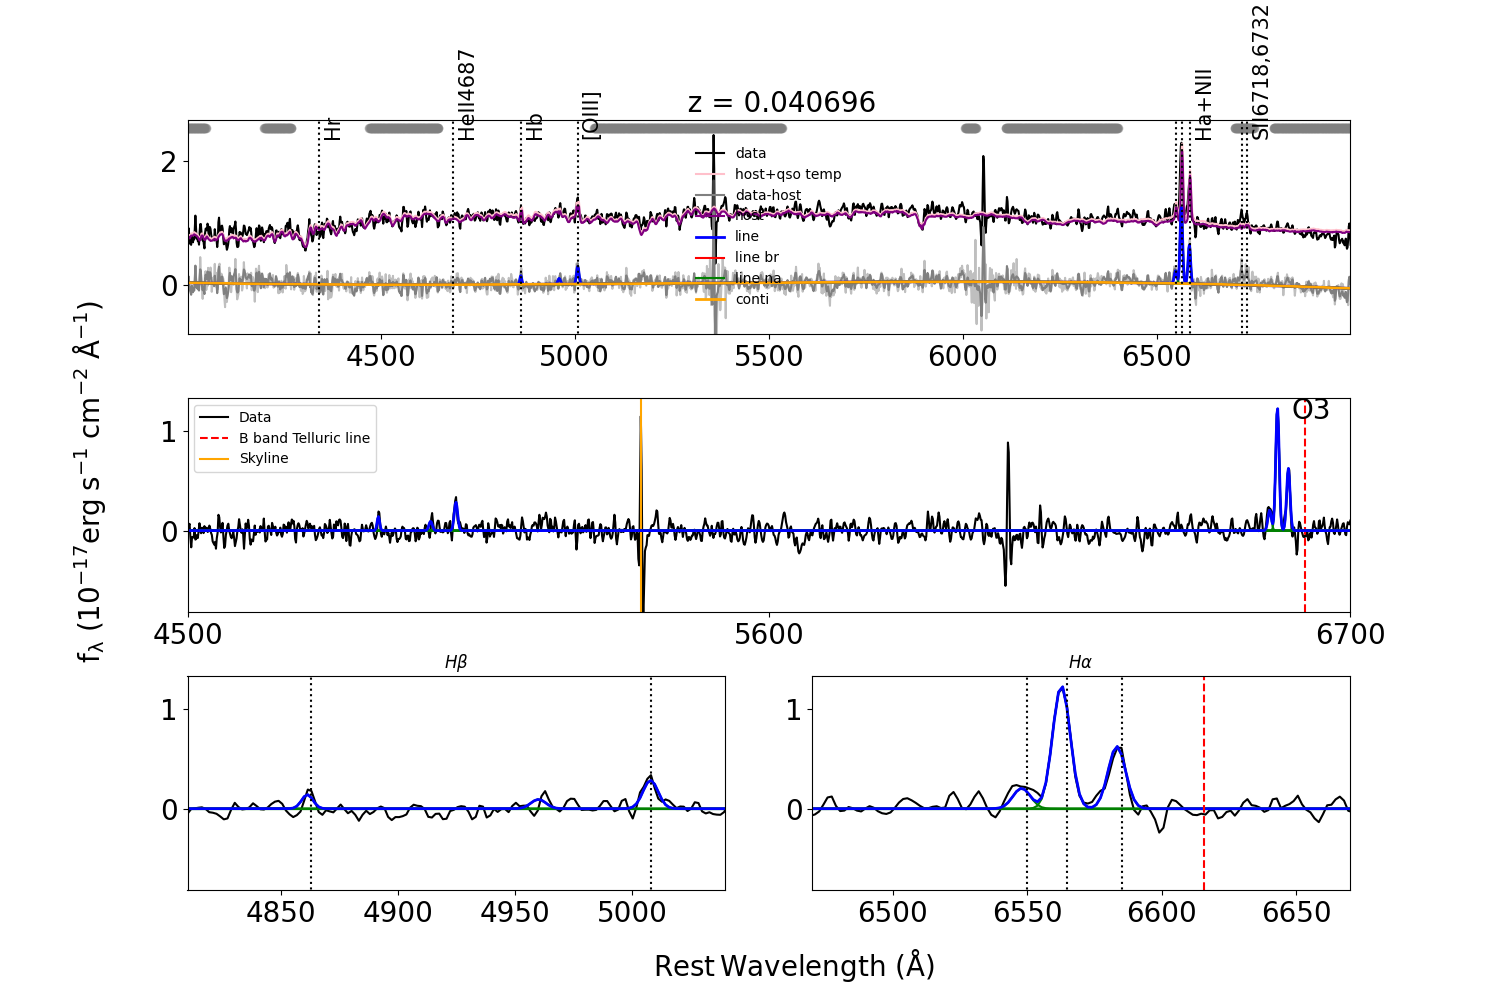 z = 0.040696
Hr
HeII4687
Hb
[OIII]
Ha+NII
SII6718,6732
2
0
data
host+qso temp
data-host
host
line
line br
line na
conti
4500 5000 5500 6000 6500
fλ (10⁻¹⁷erg s⁻¹ cm⁻² Å⁻¹)
1
0
Data
B band Telluric line
Skyline
O3
4500 5600 6700
Hβ
1
0
4850 4900 4950 5000
Hα
1
0
6500 6550 6600 6650
Rest Wavelength (Å)